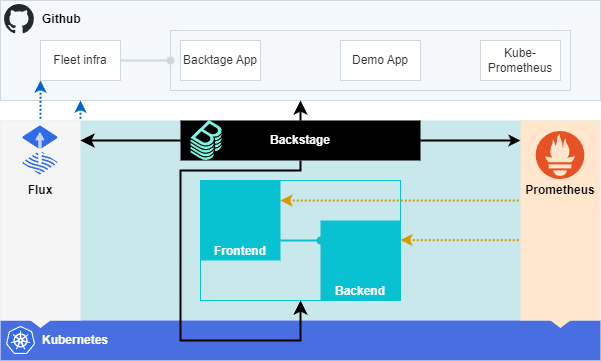 Github
Fleet infra
Backtage App
Demo App
Kube-
Prometheus
Backstage
Flux
Prometheus
Frontend
Backend
Kubernetes